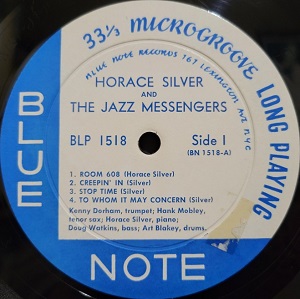 33⅓ MICROGROOVE LONG PLAYING
BLUE NOTE RECORDS 767 LEXINGTON AVE NYC
HORACE SILVER
AND
THE JAZZ MESSENGERS
BLP 1518 Side 1
(BN 1518-A)
1. ROOM 608 (Horace Silver)
2. CREEPIN' IN (Silver)
3. STOP TIME (Silver)
4. TO WHOM IT MAY CONCERN (Silver)
Kenny Dorham, trumpet; Hank Mobley,
tenor sax; Horace Silver, piano;
Doug Watkins, bass; Art Blakey, drums.
BLUE
NOTE